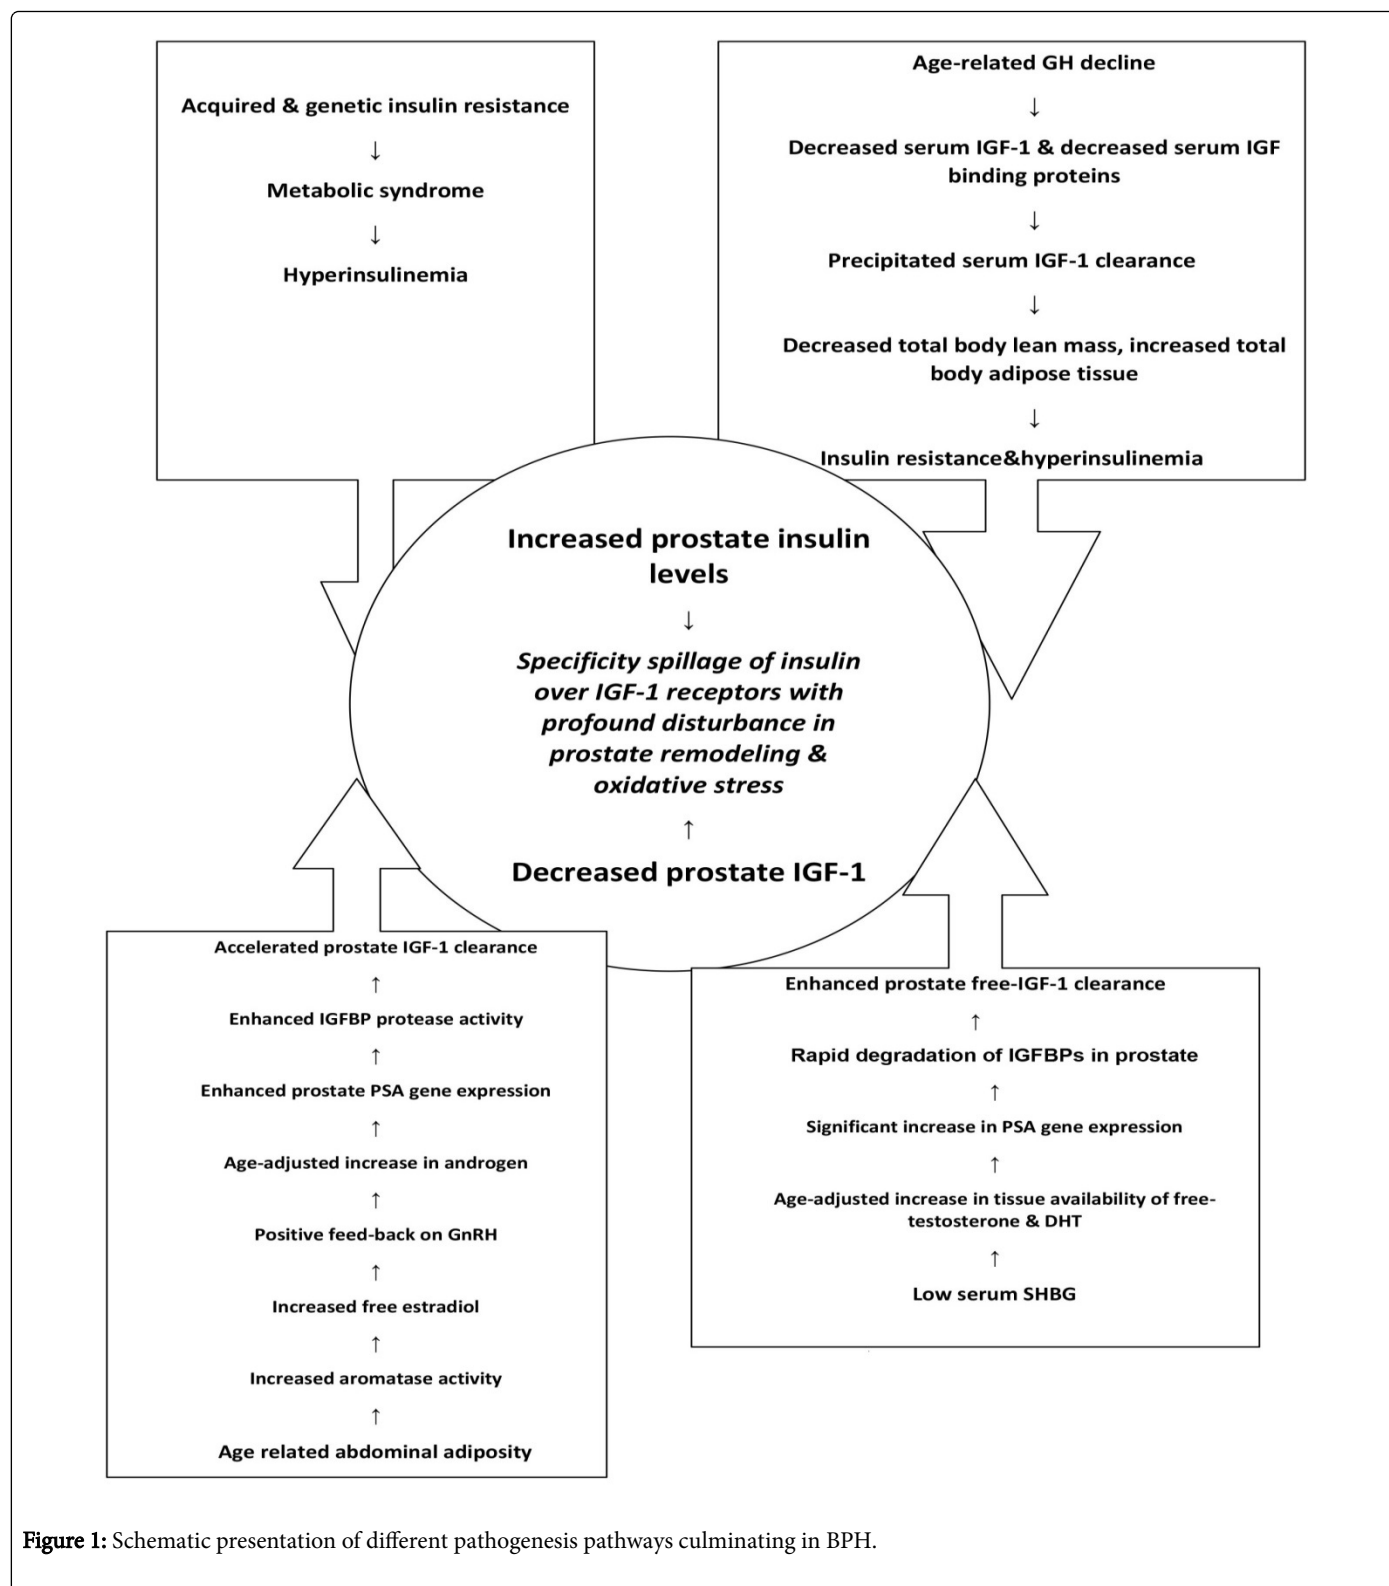 Acquired & genetic insulin resistance
↓
Metabolic syndrome
↓
Hyperinsulinemia
Age-related GH decline
↓
Decreased serum IGF-1 & decreased serum IGF
binding proteins
↓
Precipitated serum IGF-1 clearance
↓
Decreased total body lean mass, increased total
body adipose tissue
↓
Insulin resistance&hyperinsulinemia
Increased prostate insulin
levels
↓
Specificity spillage of insulin
over IGF-1 receptors with
profound disturbance in
prostate remodeling &
oxidative stress
↑
Decreased prostate IGF-1
Accelerated prostate IGF-1 clearance
↑
Enhanced IGFBP protease activity
↑
Enhanced prostate PSA gene expression
↑
Age-adjusted increase in androgen
↑
Positive feed-back on GnRH
↑
Increased free estradiol
↑
Increased aromatase activity
↑
Age related abdominal adiposity
Enhanced prostate free-IGF-1 clearance
↑
Rapid degradation of IGFBPs in prostate
↑
Significant increase in PSA gene expression
↑
Age-adjusted increase in tissue availability of free-
testosterone & DHT
↑
Low serum SHBG
Figure 1: Schematic presentation of different pathogenesis pathways culminating in BPH.